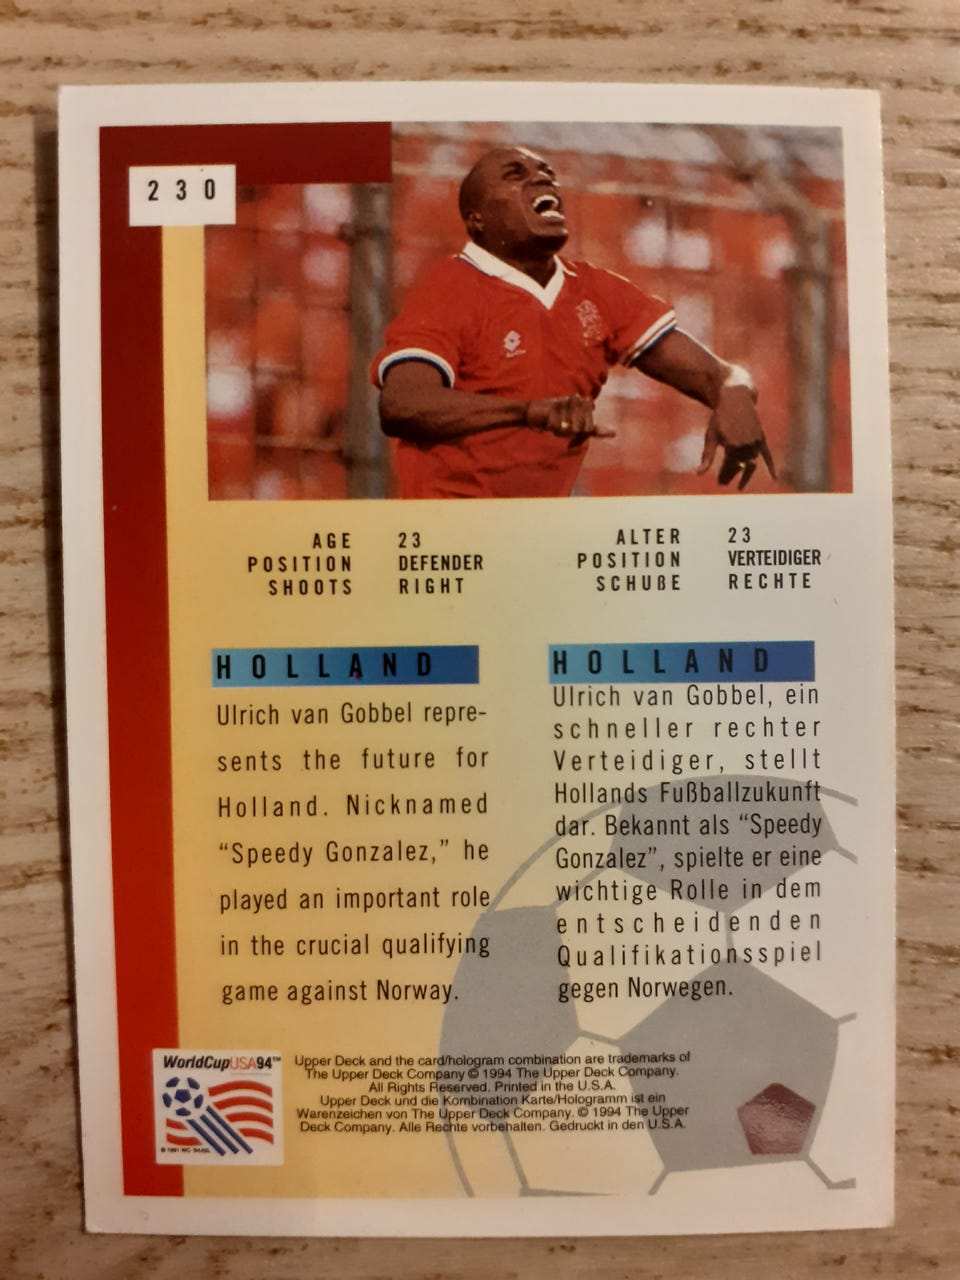 230
AGE 23
POSITION DEFENDER
SHOOTS RIGHT
ALTER 23
POSITION VERTEIDIGER
SCHUßE RECHTE
HOLLAND
Ulrich van Gobbel repre-
sents the future for
Holland. Nicknamed
“Speedy Gonzalez,” he
played an important role
in the crucial qualifying
game against Norway.
HOLLAND
Ulrich van Gobbel, ein
schneller rechter
Verteidiger, stellt
Hollands Fußballzukunft
dar. Bekannt als “Speedy
Gonzalez”, spielte er eine
wichtige Rolle in dem
entscheidenden
Qualifikationsspiel
gegen Norwegen.
WorldCupUSA94™
Upper Deck and the card/hologram combination are trademarks of
The Upper Deck Company © 1994 The Upper Deck Company.
All Rights Reserved. Printed in the U.S.A.
Upper Deck und die Kombination Karte/Hologramm ist ein
Warenzeichen von The Upper Deck Company. © 1994 The Upper
Deck Company. Alle Rechte vorbehalten. Gedruckt in den U.S.A.